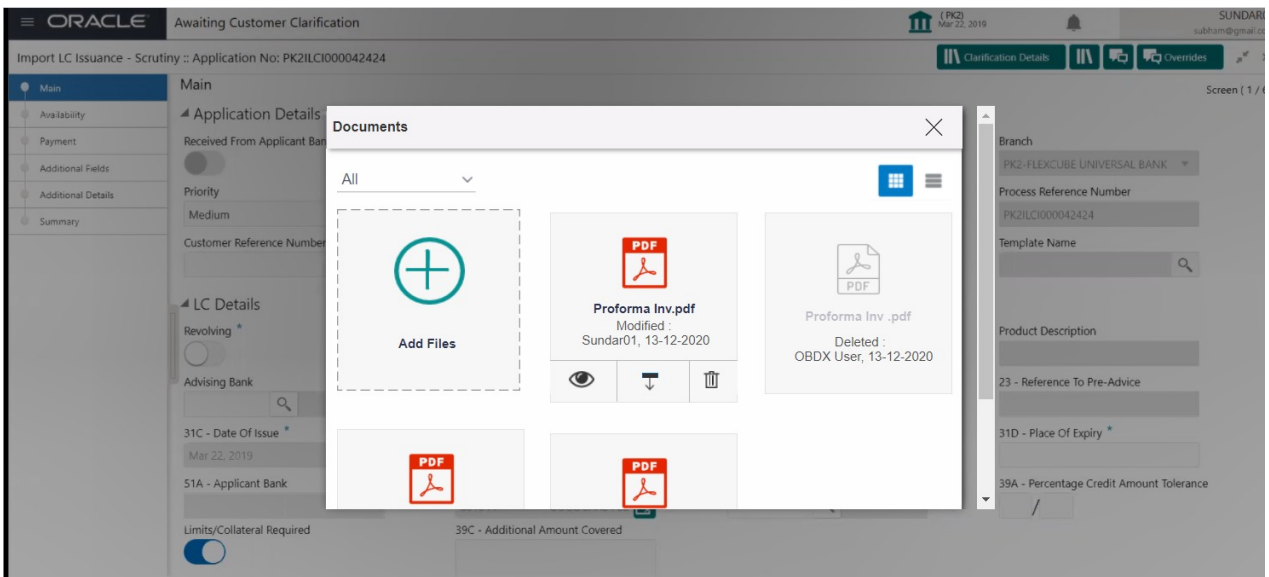 ORACLE
Awaiting Customer Clarification
( PK2)
Mar 22, 2019
SUNDAR
subham@gmail.co
Import LC Issuance - Scrutiny :: Application No: PK2ILCI000042424
Clarification Details
Overrides
Main
Availability
Payment
Additional Fields
Additional Details
Summary
Main
Screen ( 1 / 6
Application Details
Received From Applicant Ban
Branch
PK2-FLEXCUBE UNIVERSAL BANK
Priority
Medium
Process Reference Number
PK2ILCI000042424
Customer Reference Number
Template Name
LC Details
Revolving *
Product Description
Advising Bank
23 - Reference To Pre-Advice
31C - Date Of Issue *
Mar 22, 2019
31D - Place Of Expiry *
51A - Applicant Bank
39A - Percentage Credit Amount Tolerance
/
Limits/Collateral Required
39C - Additional Amount Covered
Documents
All
Add Files
PDF
Proforma Inv.pdf
Modified :
Sundar01, 13-12-2020
PDF
Proforma Inv .pdf
Deleted :
OBDX User, 13-12-2020
PDF
PDF